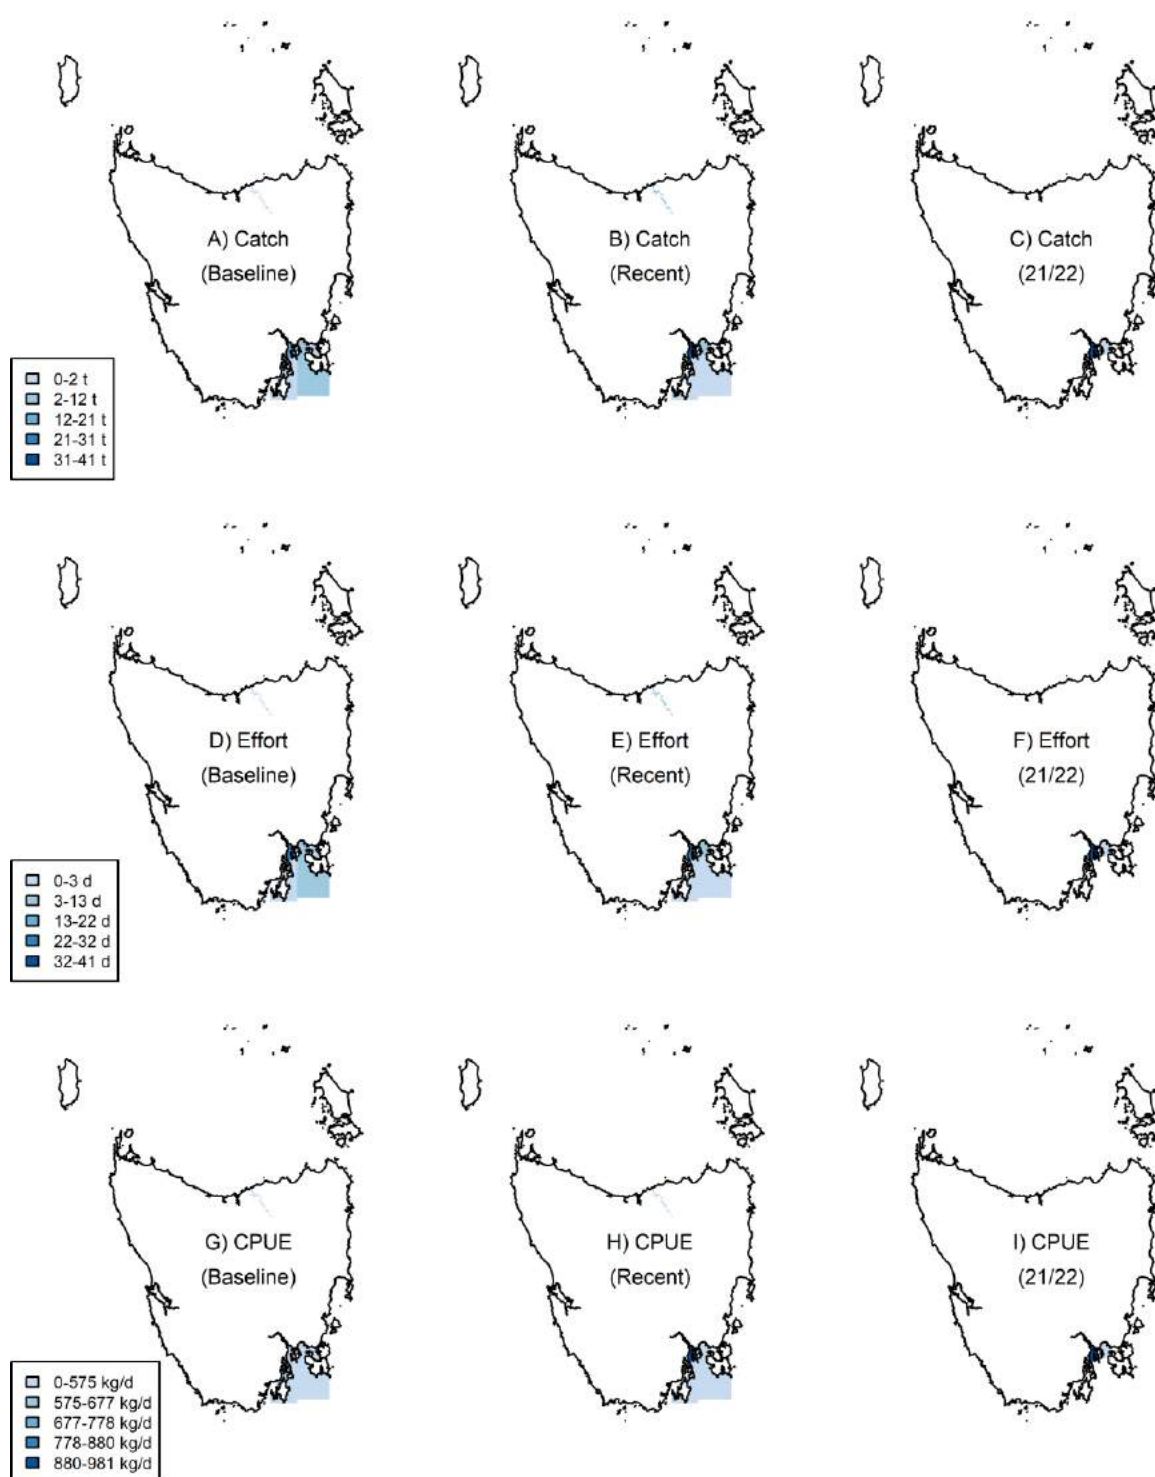 A) Catch
(Baseline)
B) Catch
(Recent)
C) Catch
(21/22)
0-2 t
2-12 t
12-21 t
21-31 t
31-41 t
D) Effort
(Baseline)
E) Effort
(Recent)
F) Effort
(21/22)
0-3 d
3-13 d
13-22 d
22-32 d
32-41 d
G) CPUE
(Baseline)
H) CPUE
(Recent)
I) CPUE
(21/22)
0-575 kg/d
575-677 kg/d
677-778 kg/d
778-880 kg/d
880-981 kg/d